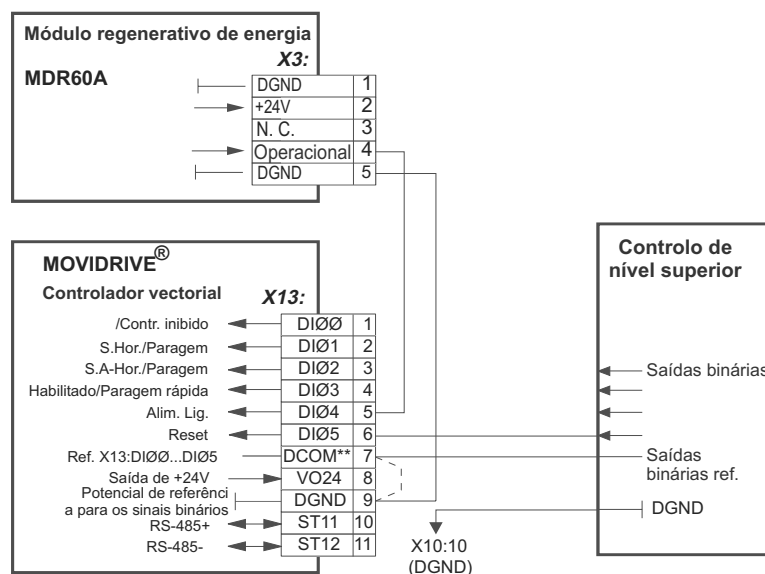 Módulo regenerativo de energia
MDR60A
X3:
DGND 1
+24V 2
N. C. 3
Operacional 4
DGND 5
MOVIDRIVE®
Controlador vectorial
X13:
/Contr. inibido DIØØ 1
S.Hor./Paragem DIØ1 2
S.A-Hor./Paragem DIØ2 3
Habilitado/Paragem rápida DIØ3 4
Alim. Lig. DIØ4 5
Reset DIØ5 6
Ref. X13:DIØØ...DIØ5 DCOM** 7
Saída de +24V VO24 8
Potencial de referênci
a para os sinais binários DGND 9
RS-485+ ST11 10
RS-485- ST12 11
X10:10
(DGND)
Controlo de
nível superior
Saídas binárias
Saídas
binárias ref.
DGND